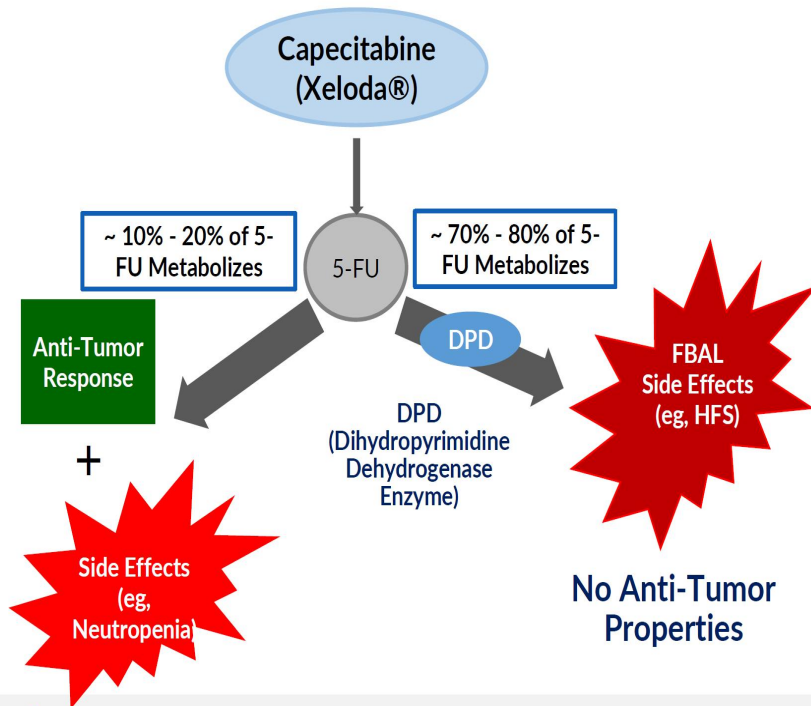 Capecitabine
(Xeloda®)
~ 10% - 20% of 5-
FU Metabolizes
5-FU
~ 70% - 80% of 5-
FU Metabolizes
Anti-Tumor
Response
DPD
FBAL
Side Effects
(eg, HFS)
DPD
(Dihydropyrimidine
Dehydrogenase
Enzyme)
+
Side Effects
(eg,
Neutropenia)
No Anti-Tumor
Properties